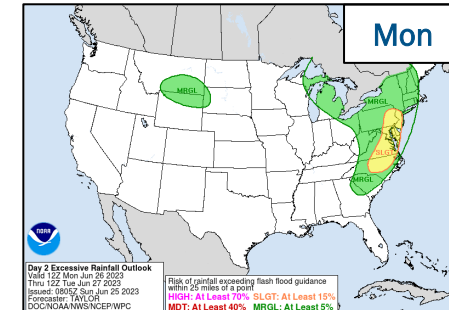 Mon
MRGL
MRGL
SLGT
MRGL
NOAA
Day 2 Excessive Rainfall Outlook
Valid 12Z Mon Jun 26 2023
Thru 12Z Tue Jun 27 2023
Issued: 0805Z Sun Jun 25 2023
Forecaster: TAYLOR
DOC/NOAA/NWS/NCEP/WPC
Risk of rainfall exceeding flash flood guidance
within 25 miles of a point
HIGH: At Least 70% SLGT: At Least 15%
MDT: At Least 40% MRGL: At Least 5%